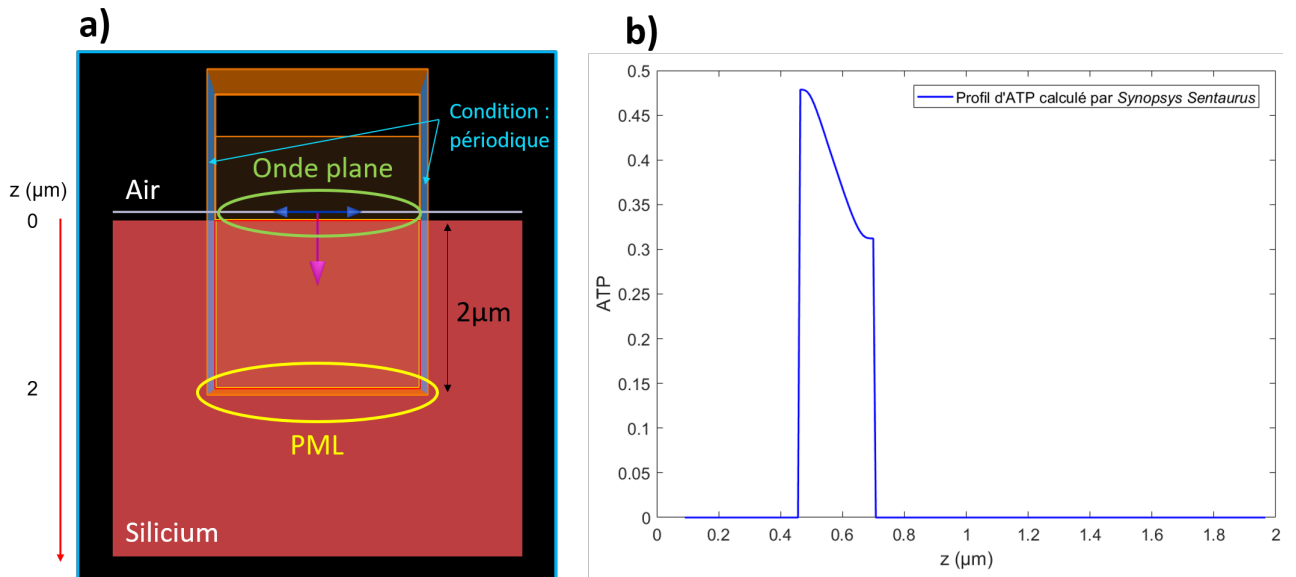 a)
Condition :
périodique
Onde plane
Air
z (µm)
0
2µm
2
PML
Silicium
b)
Profil d'ATP calculé par Synopsys Sentaurus
0.5
0.45
0.4
0.35
0.3
0.25
0.2
0.15
0.1
0.05
0
ATP
0 0.2 0.4 0.6 0.8 1 1.2 1.4 1.6 1.8 2
z (µm)